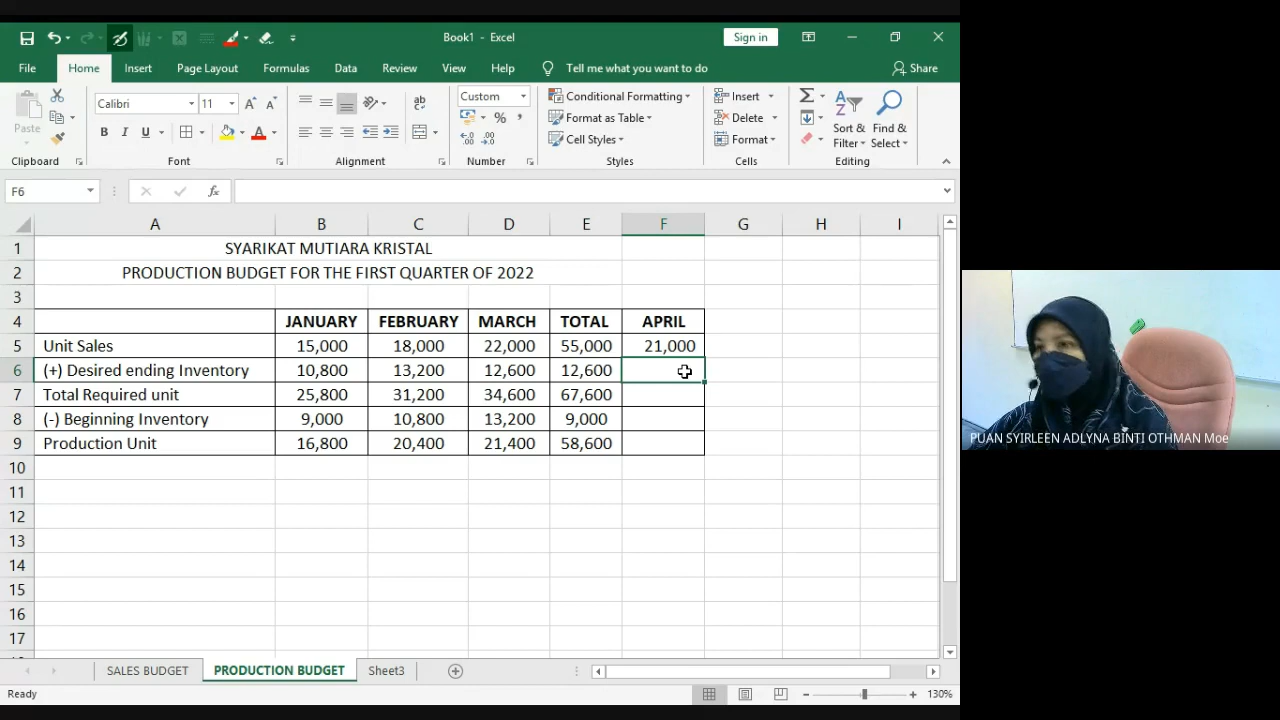 Book1 - Excel
Sign in
File Home Insert Page Layout Formulas Data Review View Help Tell me what you want to do Share
Paste
Calibri 11
B I U
ab
Custom
% ,
Conditional Formatting
Format as Table
Cell Styles
Insert
Delete
Format
Sort & Filter
Find & Select
Clipboard Font Alignment Number Styles Cells Editing
F6 fx
A B C D E F G H I
1 SYARIKAT MUTIARA KRISTAL
2 PRODUCTION BUDGET FOR THE FIRST QUARTER OF 2022
3
4 JANUARY FEBRUARY MARCH TOTAL APRIL
5 Unit Sales 15,000 18,000 22,000 55,000 21,000
6 (+) Desired ending Inventory 10,800 13,200 12,600 12,600
7 Total Required unit 25,800 31,200 34,600 67,600
8 (-) Beginning Inventory 9,000 10,800 13,200 9,000
9 Production Unit 16,800 20,400 21,400 58,600
10
11
12
13
14
15
16
17
PUAN SYIRLEEN ADLYNA BINTI OTHMAN Moe
SALES BUDGET PRODUCTION BUDGET Sheet3
Ready 130%